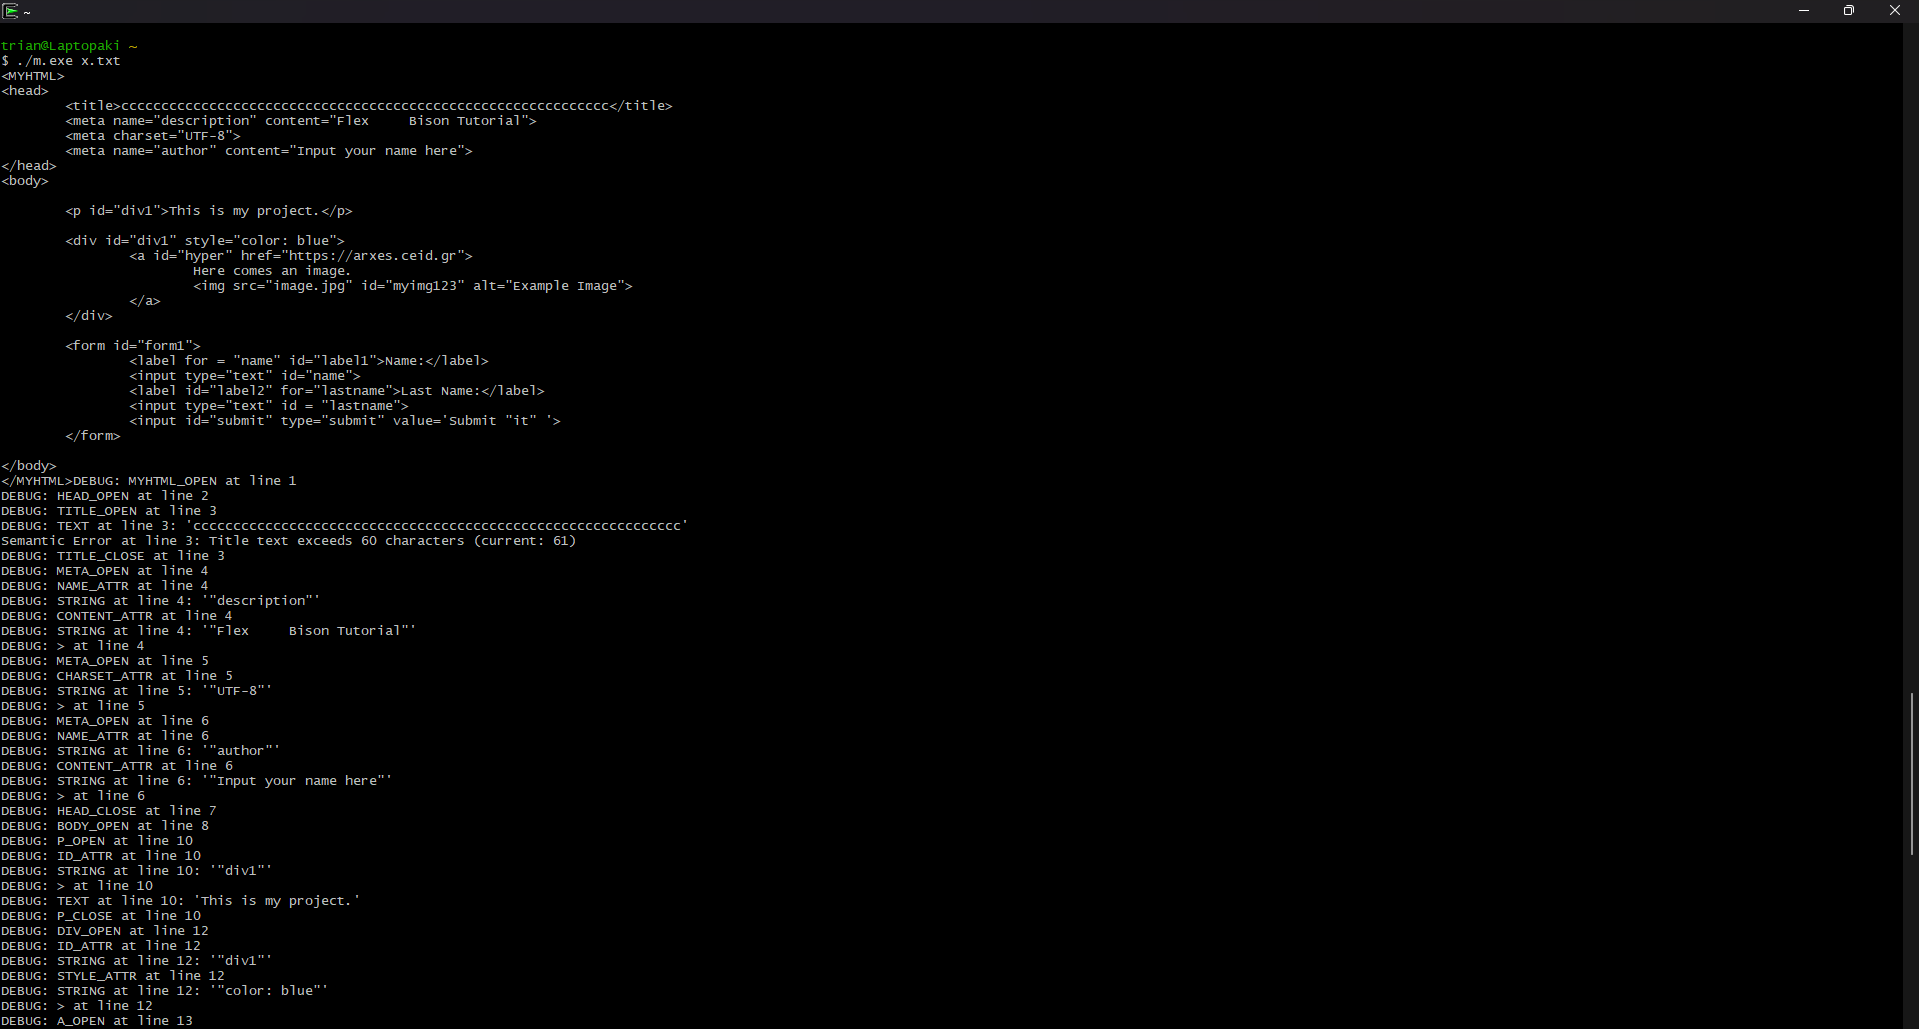 ~
trian@Laptopaki ~
$ ./m.exe x.txt
<MYHTML>
<head>
        <title>ccccccccccccccccccccccccccccccccccccccccccccccccccccccccccccc</title>
        <meta name="description" content="Flex     Bison Tutorial">
        <meta charset="UTF-8">
        <meta name="author" content="Input your name here">
</head>
<body>

        <p id="div1">This is my project.</p>

        <div id="div1" style="color: blue">
                <a id="hyper" href="https://arxes.ceid.gr">
                        Here comes an image.
                        <img src="image.jpg" id="myimg123" alt="Example Image">
                </a>
        </div>

        <form id="form1">
                <label for = "name" id="label1">Name:</label>
                <input type="text" id="name">
                <label id="label2" for="lastname">Last Name:</label>
                <input type="text" id = "lastname">
                <input id="submit" type="submit" value='Submit "it" '>
        </form>

</body>
</MYHTML>DEBUG: MYHTML_OPEN at line 1
DEBUG: HEAD_OPEN at line 2
DEBUG: TITLE_OPEN at line 3
DEBUG: TEXT at line 3: 'ccccccccccccccccccccccccccccccccccccccccccccccccccccccccccccc'
Semantic Error at line 3: Title text exceeds 60 characters (current: 61)
DEBUG: TITLE_CLOSE at line 3
DEBUG: META_OPEN at line 4
DEBUG: NAME_ATTR at line 4
DEBUG: STRING at line 4: '"description"'
DEBUG: CONTENT_ATTR at line 4
DEBUG: STRING at line 4: '"Flex     Bison Tutorial"'
DEBUG: > at line 4
DEBUG: META_OPEN at line 5
DEBUG: CHARSET_ATTR at line 5
DEBUG: STRING at line 5: '"UTF-8"'
DEBUG: > at line 5
DEBUG: META_OPEN at line 6
DEBUG: NAME_ATTR at line 6
DEBUG: STRING at line 6: '"author"'
DEBUG: CONTENT_ATTR at line 6
DEBUG: STRING at line 6: '"Input your name here"'
DEBUG: > at line 6
DEBUG: HEAD_CLOSE at line 7
DEBUG: BODY_OPEN at line 8
DEBUG: P_OPEN at line 10
DEBUG: ID_ATTR at line 10
DEBUG: STRING at line 10: '"div1"'
DEBUG: > at line 10
DEBUG: TEXT at line 10: 'This is my project.'
DEBUG: P_CLOSE at line 10
DEBUG: DIV_OPEN at line 12
DEBUG: ID_ATTR at line 12
DEBUG: STRING at line 12: '"div1"'
DEBUG: STYLE_ATTR at line 12
DEBUG: STRING at line 12: '"color: blue"'
DEBUG: > at line 12
DEBUG: A_OPEN at line 13